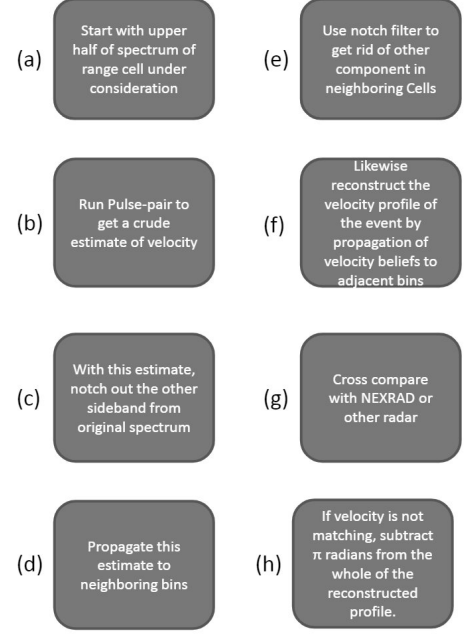 (a)
Start with upper
half of spectrum of
range cell under
consideration
(b)
Run Pulse-pair to
get a crude
estimate of velocity
(c)
With this estimate,
notch out the other
sideband from
original spectrum
(d)
Propagate this
estimate to
neighboring bins
(e)
Use notch filter to
get rid of other
component in
neighboring Cells
(f)
Likewise
reconstruct the
velocity profile of
the event by
propagation of
velocity beliefs to
adjacent bins
(g)
Cross compare
with NEXRAD or
other radar
(h)
If velocity is not
matching, subtract
π radians from the
whole of the
reconstructed
profile.